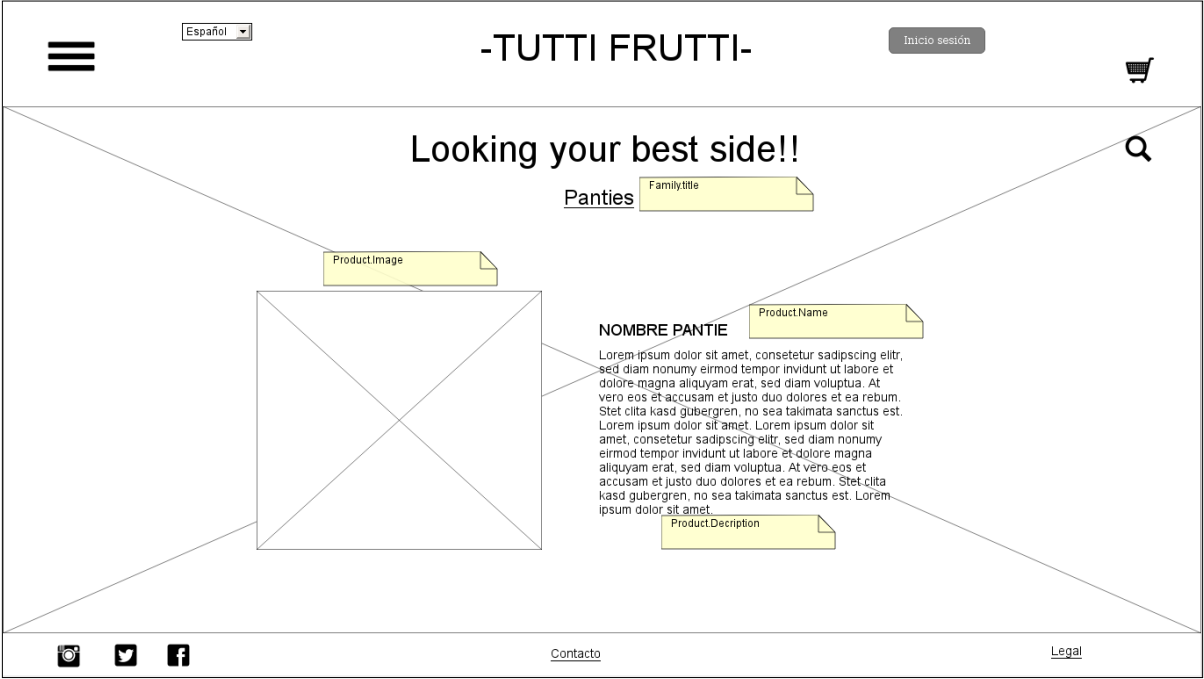 Español
-TUTTI FRUTTI-
Inicio sesión
Looking your best side!!
Panties
Family.title
Product.Image
Product.Name
NOMBRE PANTIE
Lorem ipsum dolor sit amet, consetetur sadipscing elitr,
sed diam nonumy eirmod tempor invidunt ut labore et
dolore magna aliquyam erat, sed diam voluptua. At
vero eos et accusam et justo duo dolores et ea rebum.
Stet clita kasd gubergren, no sea takimata sanctus est.
Lorem ipsum dolor sit amet. Lorem ipsum dolor sit
amet, consetetur sadipscing elitr, sed diam nonumy
eirmod tempor invidunt ut labore et dolore magna
aliquyam erat, sed diam voluptua. At vero eos et
accusam et justo duo dolores et ea rebum. Stet clita
kasd gubergren, no sea takimata sanctus est. Lorem
ipsum dolor sit amet.
Product.Decription
Contacto
Legal